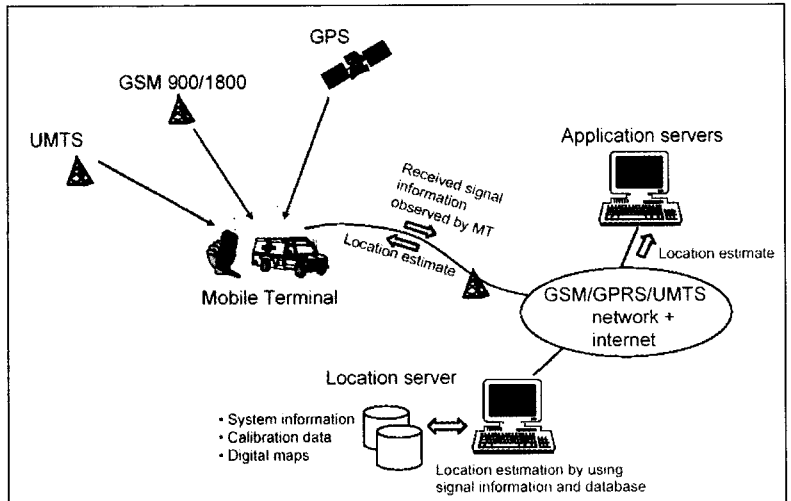 GPS
GSM 900/1800
UMTS
Application servers
Received signal
information
observed by MT
Location estimate
Location estimate
Mobile Terminal
GSM/GPRS/UMTS
network +
internet
Location server
• System information
• Calibration data
• Digital maps
Location estimation by using
signal information and database